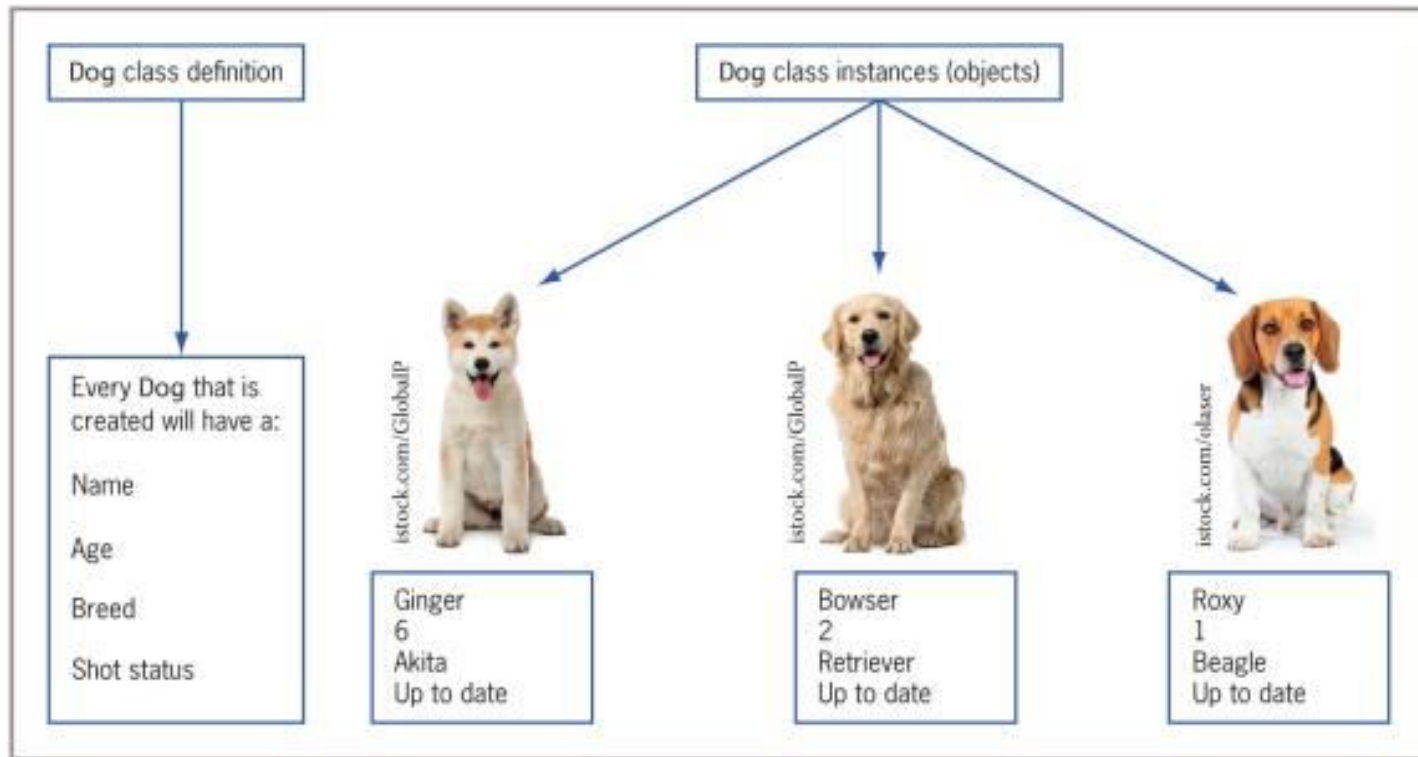 Dog class definition
Dog class instances (objects)
Every Dog that is
created will have a:
Name
Age
Breed
Shot status
istock.com/GlobalP
Ginger
6
Akita
Up to date
istock.com/GlobalP
Bowser
2
Retriever
Up to date
istock.com/olaser
Roxy
1
Beagle
Up to date